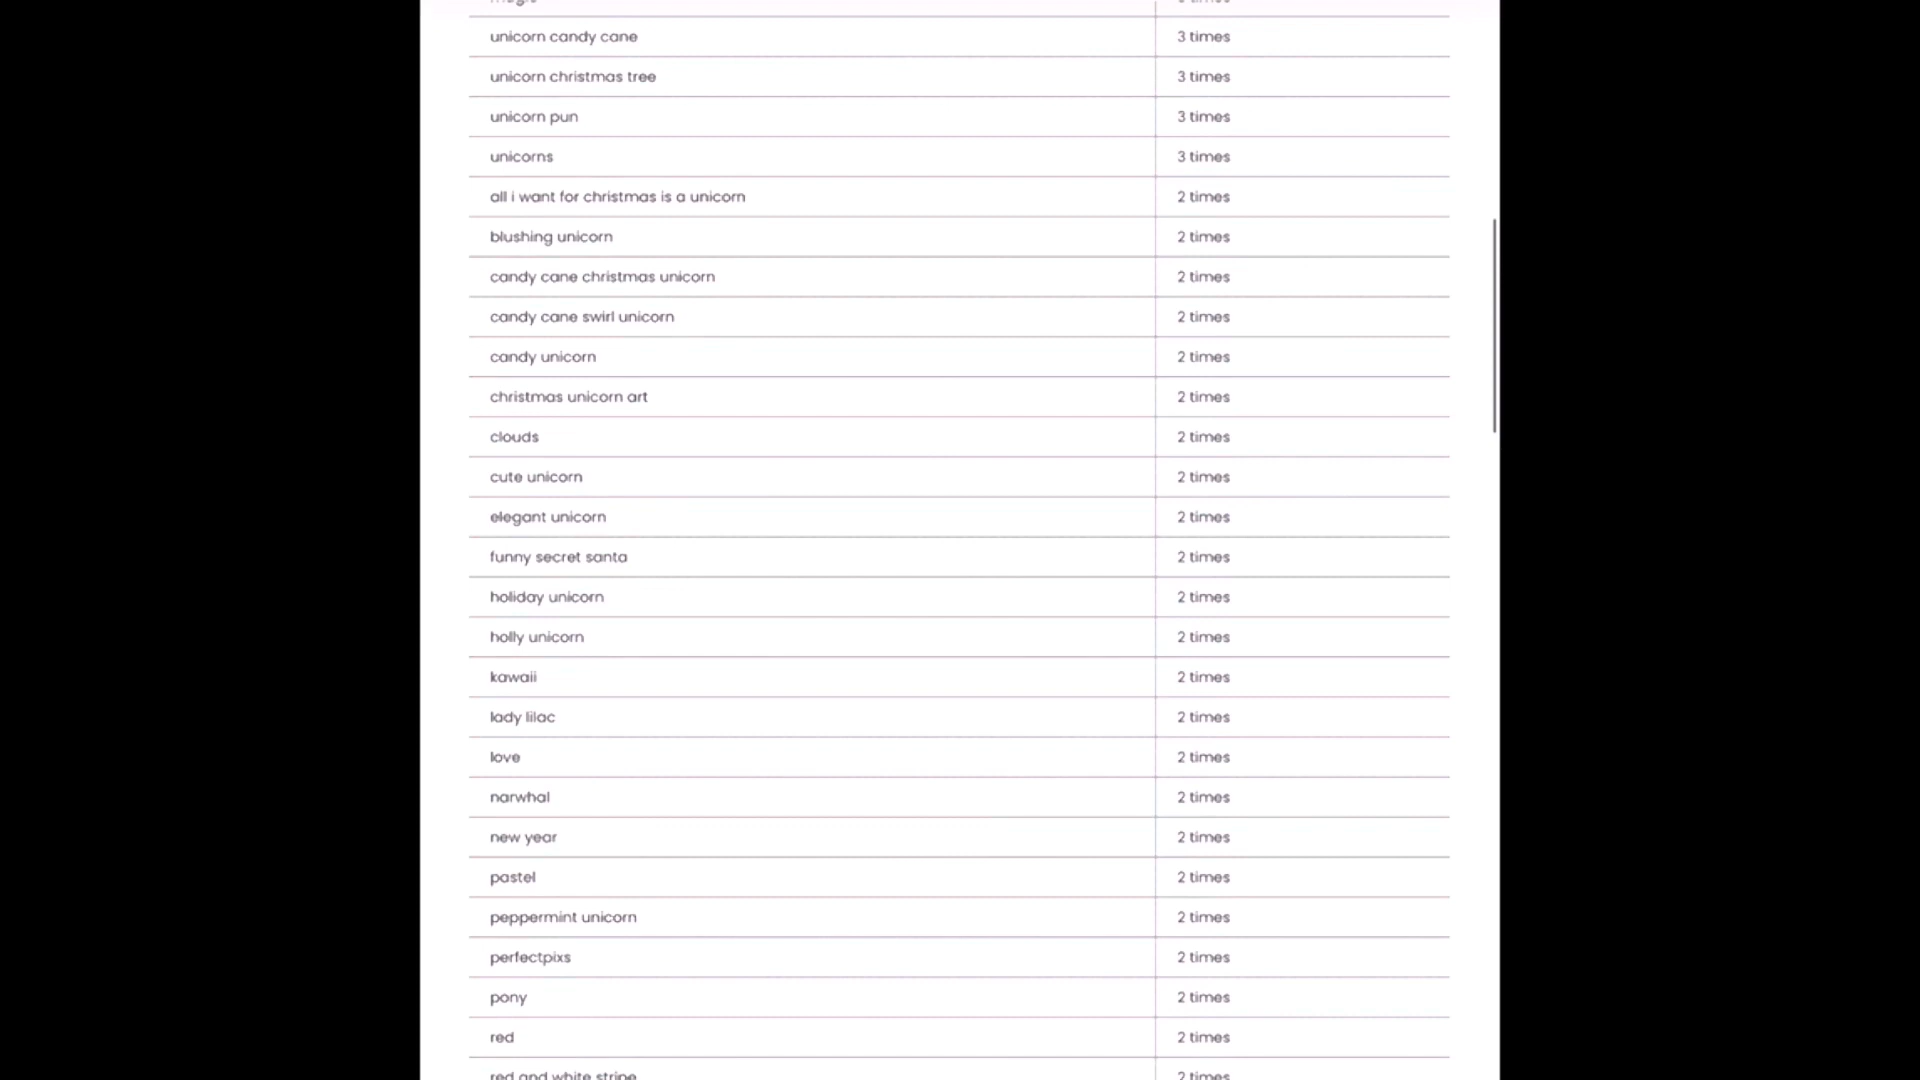 magic 3 times
unicorn candy cane 3 times
unicorn christmas tree 3 times
unicorn pun 3 times
unicorns 3 times
all i want for christmas is a unicorn 2 times
blushing unicorn 2 times
candy cane christmas unicorn 2 times
candy cane swirl unicorn 2 times
candy unicorn 2 times
christmas unicorn art 2 times
clouds 2 times
cute unicorn 2 times
elegant unicorn 2 times
funny secret santa 2 times
holiday unicorn 2 times
holly unicorn 2 times
kawaii 2 times
lady lilac 2 times
love 2 times
narwhal 2 times
new year 2 times
pastel 2 times
peppermint unicorn 2 times
perfectpixs 2 times
pony 2 times
red 2 times
red and white stripe 2 times